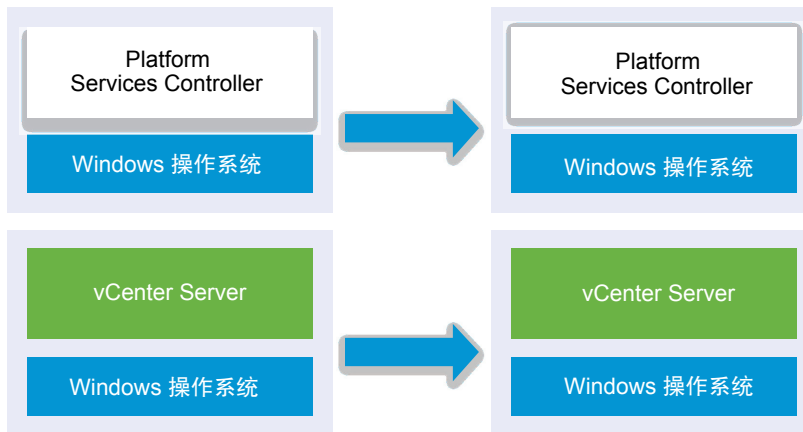 Platform
Services Controller
Windows 操作系统
Platform
Services Controller
Windows 操作系统
vCenter Server
Windows 操作系统
vCenter Server
Windows 操作系统